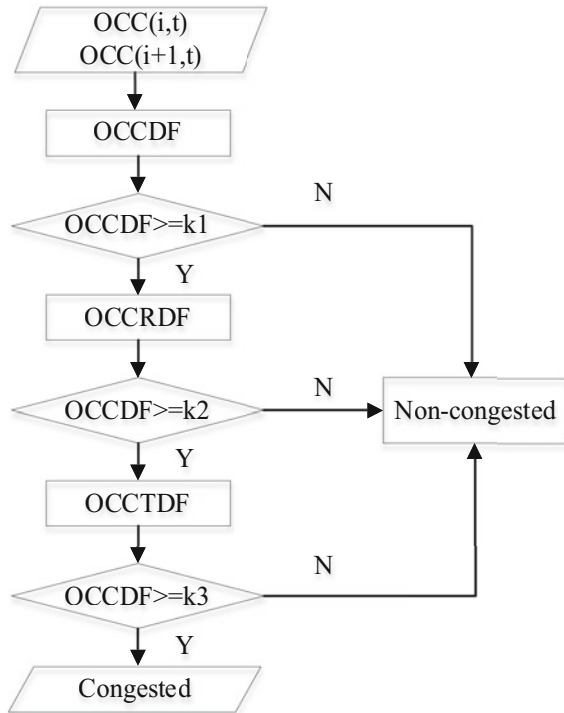 OCC(i,t)
OCC(i+1,t)
OCCDF
OCCDF>=k1
N
Y
OCCRDF
OCCDF>=k2
N
Non-congested
Y
OCCTDF
OCCDF>=k3
N
Y
Congested